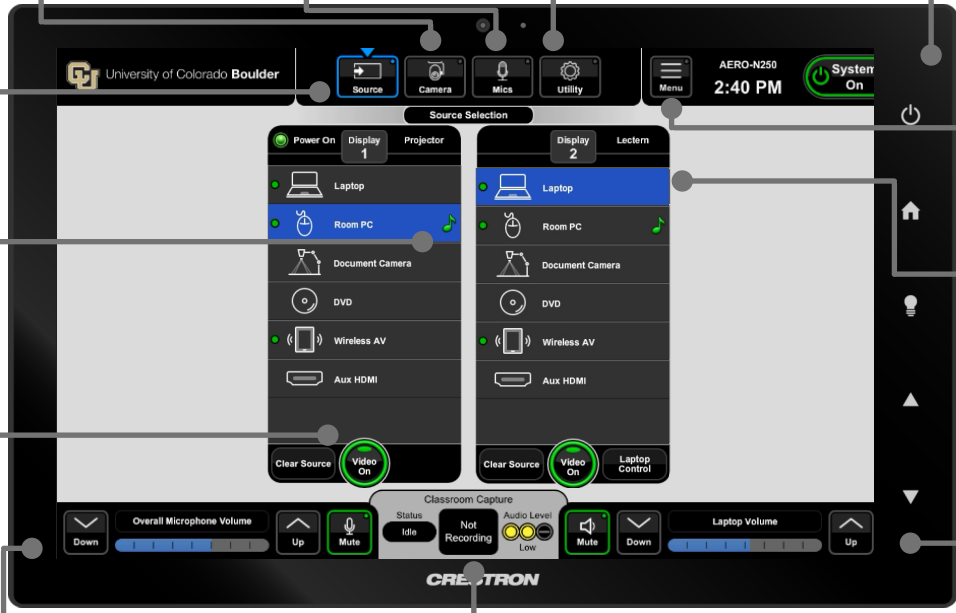 University of Colorado Boulder
Source
Camera
Mics
Utility
Menu
AERO-N250
2:40 PM
System
On
Source Selection
Power On
Display
1
Projector
Laptop
Room PC
Document Camera
DVD
Wireless AV
Aux HDMI
Clear Source
Video
On
Display
2
Lectern
Laptop
Room PC
Document Camera
DVD
Wireless AV
Aux HDMI
Clear Source
Video
On
Laptop
Control
Down
Overall Microphone Volume
Up
Mute
Classroom Capture
Status
Idle
Not
Recording
Audio Level
Low
Mute
Down
Laptop Volume
Up
CRESTRON